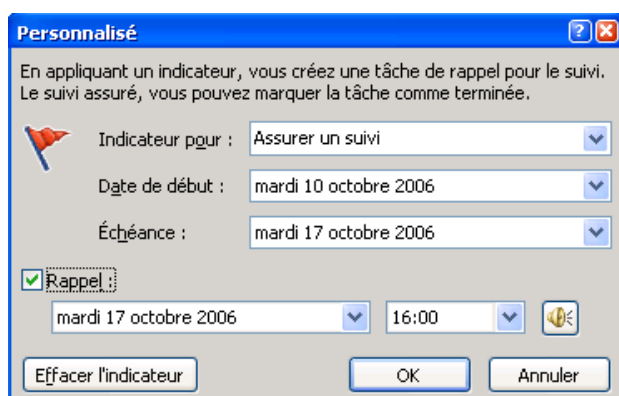 Personnalisé
En appliquant un indicateur, vous créez une tâche de rappel pour le suivi.
Le suivi assuré, vous pouvez marquer la tâche comme terminée.
Indicateur pour : Assurer un suivi
Date de début : mardi 10 octobre 2006
Échéance : mardi 17 octobre 2006
Rappel :
mardi 17 octobre 2006 16:00
Effacer l'indicateur OK Annuler